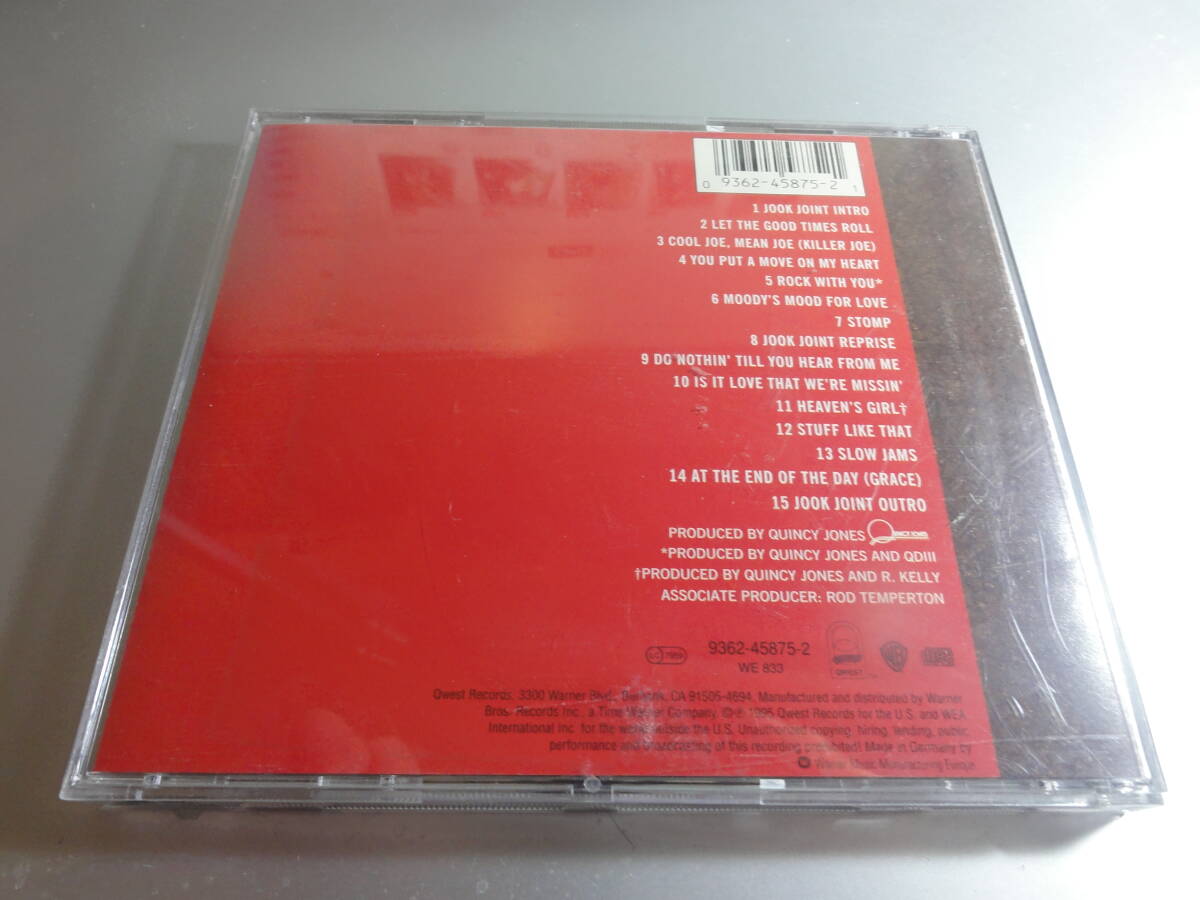 0 9362-45875-2 1
1 JOOK JOINT INTRO
2 LET THE GOOD TIMES ROLL
3 COOL JOE, MEAN JOE (KILLER JOE)
4 YOU PUT A MOVE ON MY HEART
5 ROCK WITH YOU*
6 MOODY'S MOOD FOR LOVE
7 STOMP
8 JOOK JOINT REPRISE
9 DO NOTHIN' TILL YOU HEAR FROM ME
10 IS IT LOVE THAT WE'RE MISSIN'
11 HEAVEN'S GIRL†
12 STUFF LIKE THAT
13 SLOW JAMS
14 AT THE END OF THE DAY (GRACE)
15 JOOK JOINT OUTRO
PRODUCED BY QUINCY JONES QUINCY JONES
*PRODUCED BY QUINCY JONES AND QDIII
†PRODUCED BY QUINCY JONES AND R. KELLY
ASSOCIATE PRODUCER: ROD TEMPERTON
9362-45875-2
WE 833
QWEST
Qwest Records, 3300 Warner Blvd., Burbank, CA 91505-4694. Manufactured and distributed by Warner
Bros. Records Inc., a Time Warner Company. © ℗ 1995 Qwest Records for the U.S. and WEA
International Inc. for the world outside the U.S. Unauthorized copying, hiring, lending, public
performance and broadcasting of this recording prohibited! Made in Germany by
Warner Music Manufacturing Europe